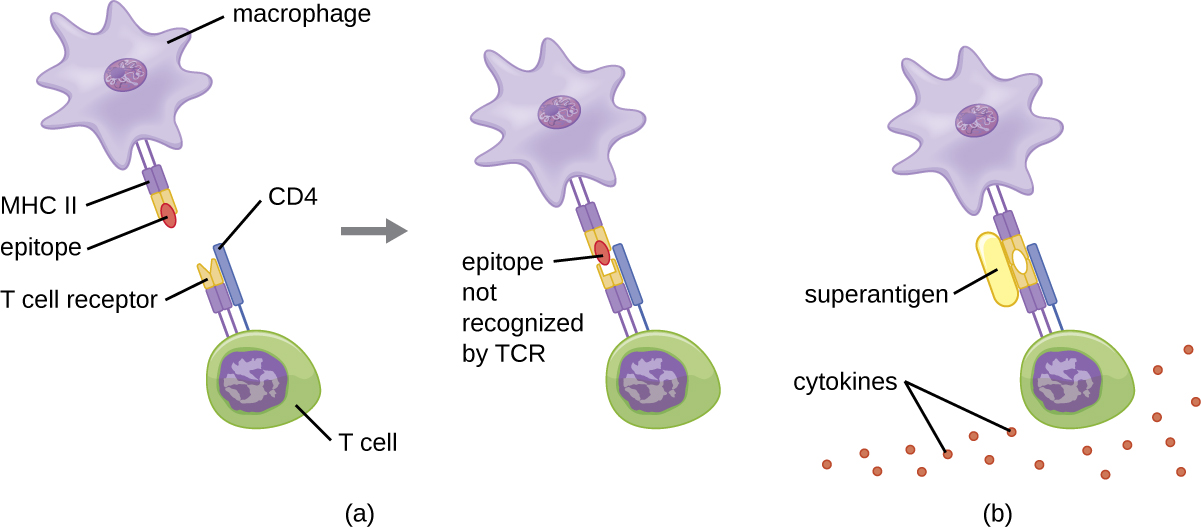 macrophage
MHC II
epitope
CD4
T cell receptor
T cell
epitope
not
recognized
by TCR
(a)
superantigen
cytokines
(b)